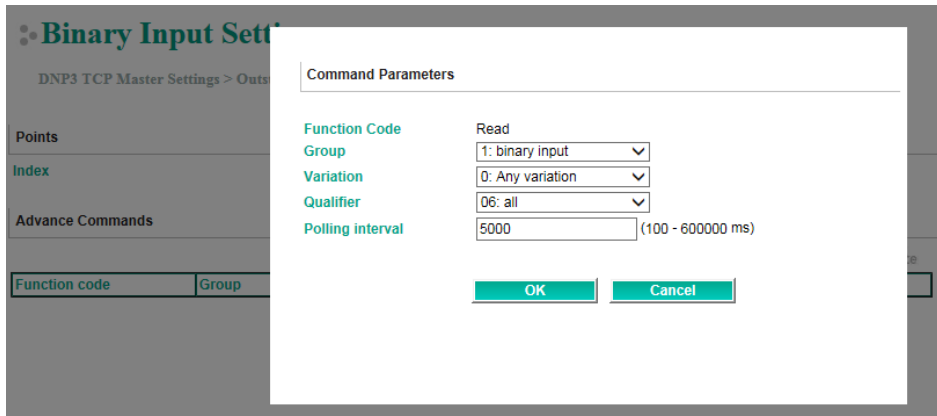 Binary Input Sett
DNP3 TCP Master Settings > Outs
Command Parameters
Points
Index
Function Code Read
Group 1: binary input
Variation 0: Any variation
Qualifier 06: all
Polling interval 5000 (100 - 600000 ms)
Advance Commands
Function code Group
OK Cancel